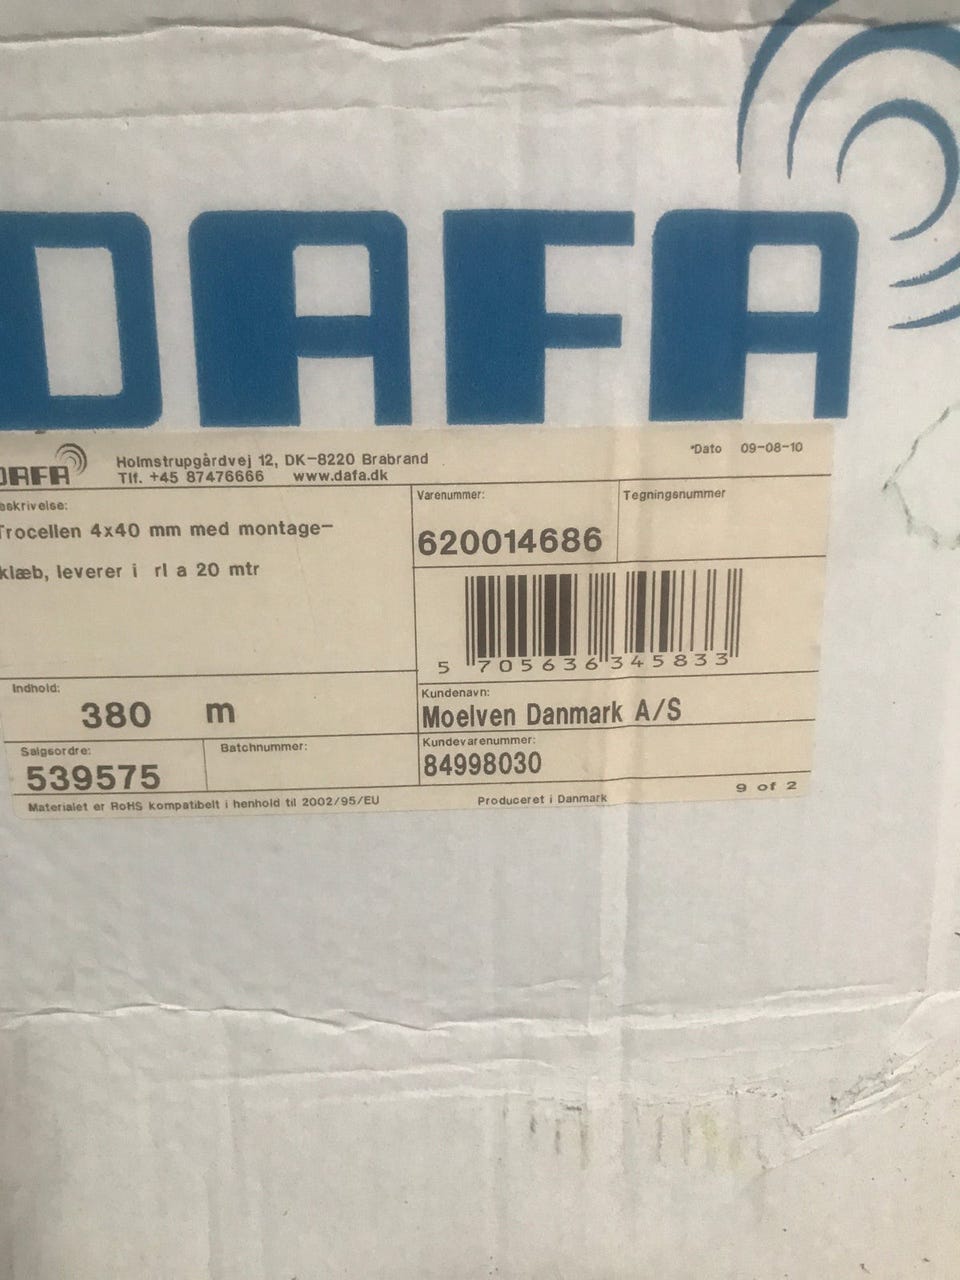 DAFA
DAFA
Holmstrupgårdvej 12, DK-8220 Brabrand
Tlf. +45 87476666 www.dafa.dk
*Dato 09-08-10
eskrivelse:
Trocellen 4x40 mm med montage-
klæb, leverer i rl a 20 mtr
Varenummer:
620014686
Tegningsnummer
5 705636 345833
Indhold:
380 m
Kundenavn:
Moelven Danmark A/S
Salgsordre:
539575
Batchnummer:
Kundevarenummer:
84998030
Materialet er RoHS kompatibelt i henhold til 2002/95/EU
Produceret i Danmark
9 of 2